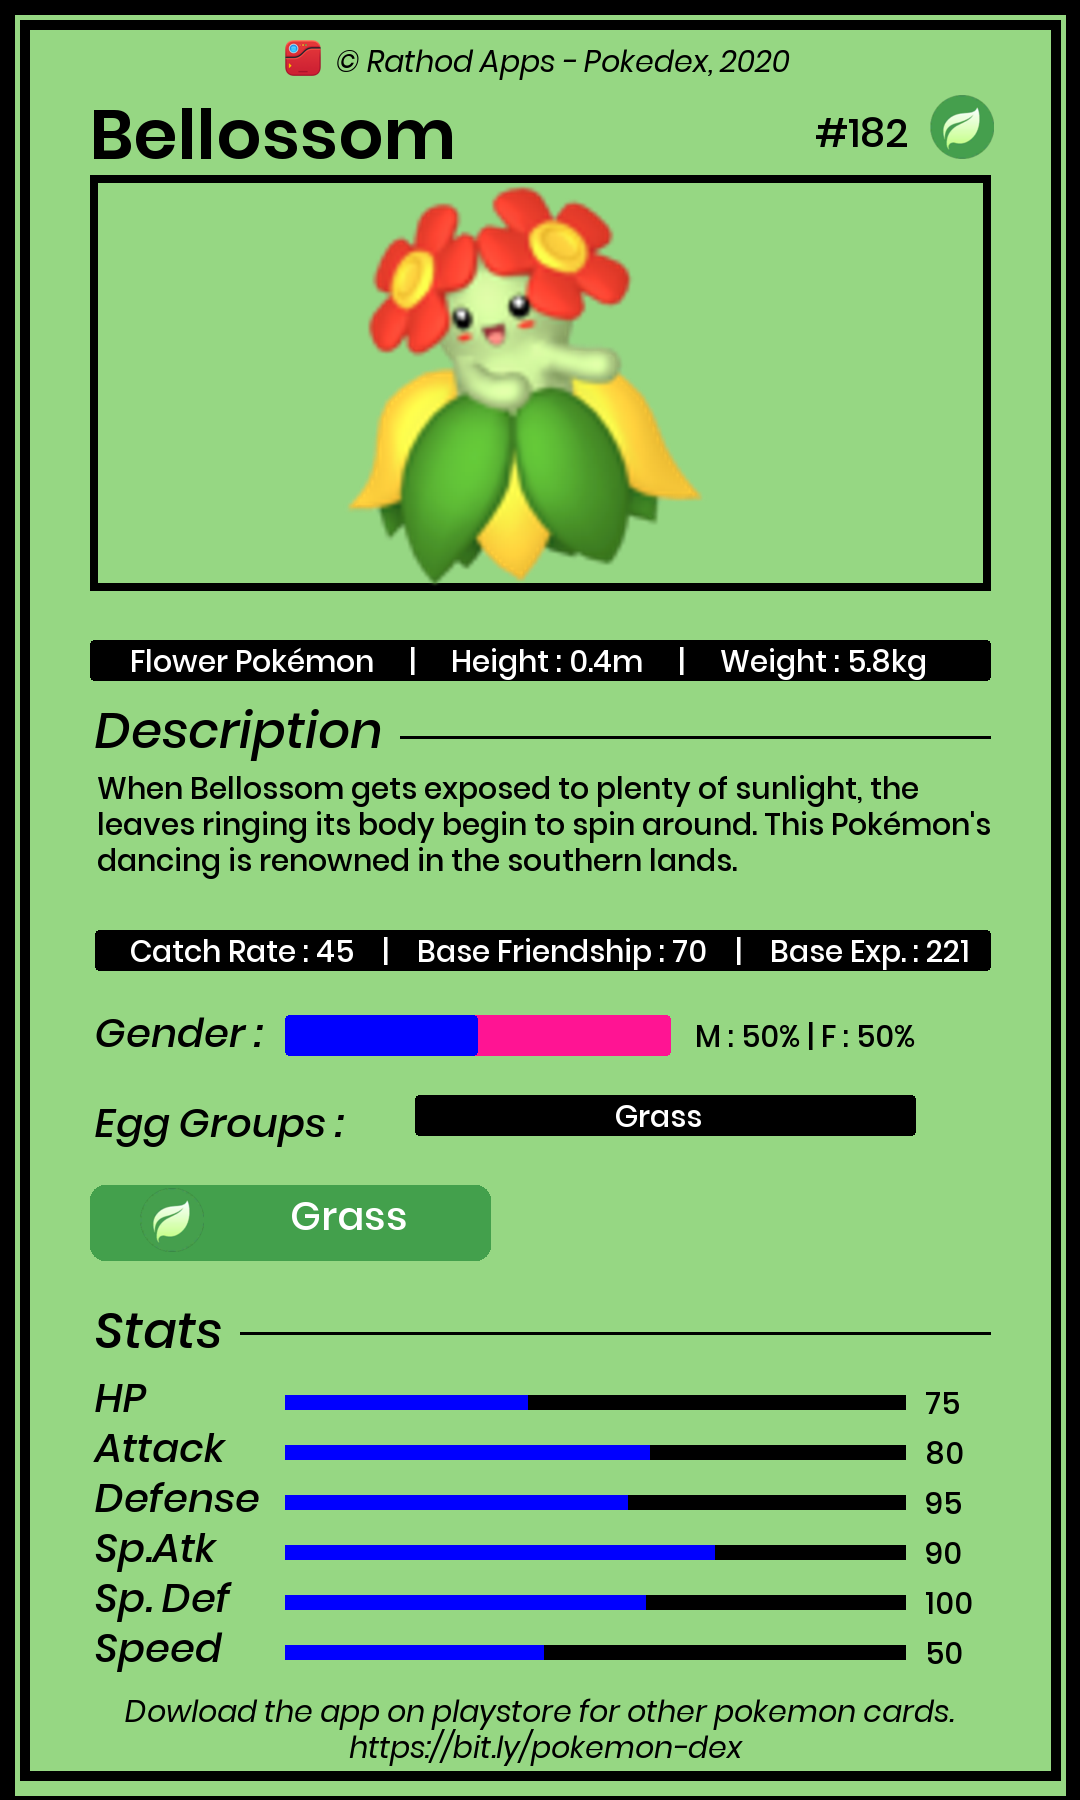 © Rathod Apps - Pokedex, 2020
Bellossom #182
Flower Pokémon | Height : 0.4m | Weight : 5.8kg
Description
When Bellossom gets exposed to plenty of sunlight, the
leaves ringing its body begin to spin around. This Pokémon's
dancing is renowned in the southern lands.
Catch Rate : 45 | Base Friendship : 70 | Base Exp. : 221
Gender : M : 50% | F : 50%
Egg Groups : Grass
Grass
Stats
HP 75
Attack 80
Defense 95
Sp.Atk 90
Sp. Def 100
Speed 50
Dowload the app on playstore for other pokemon cards.
https://bit.ly/pokemon-dex